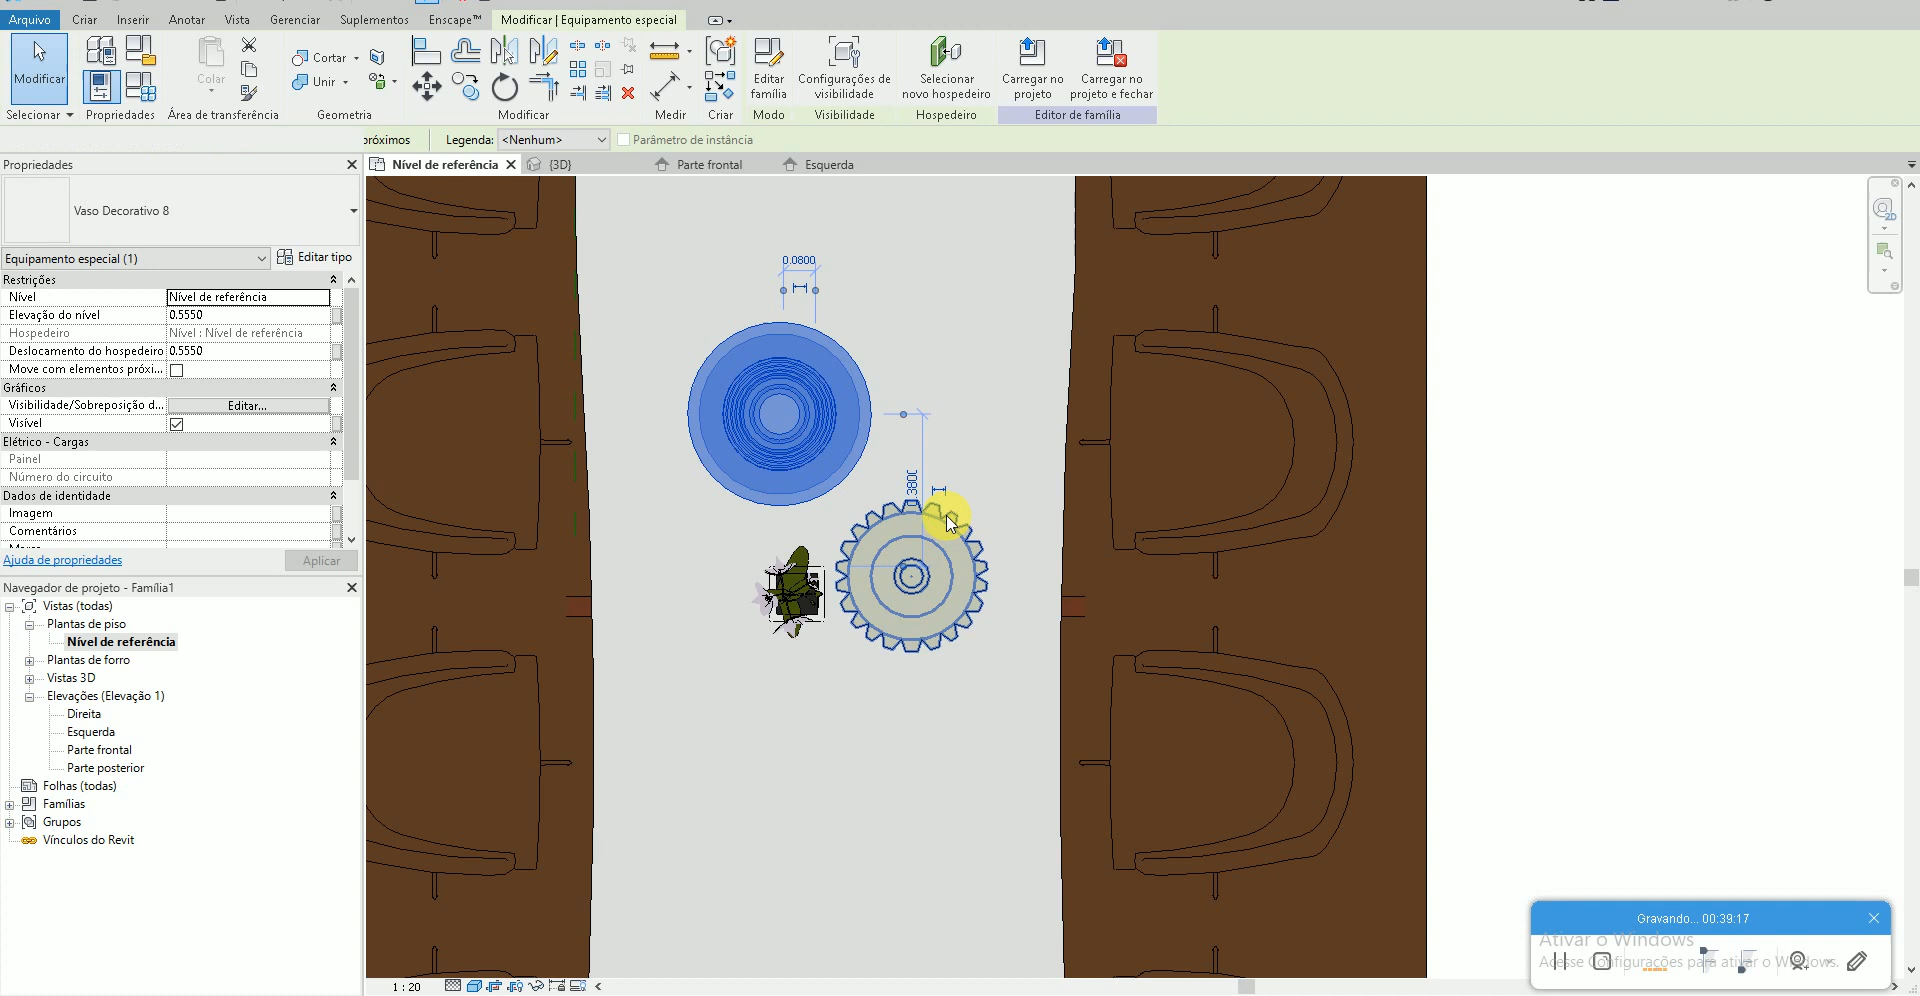 Arquivo Criar Inserir Anotar Vista Gerenciar Suplementos Enscape™ Modificar | Equipamento especial
Modificar
Colar
Cortar
Unir
Editar família
Configurações de visibilidade
Selecionar novo hospedeiro
Carregar no projeto
Carregar no projeto e fechar
Selecionar Propriedades Área de transferência Geometria Modificar Medir Criar Modo Visibilidade Hospedeiro Editor de família
próximos Legenda: <Nenhum> Parâmetro de instância
Propriedades
Nível de referência {3D} Parte frontal Esquerda
Vaso Decorativo 8
Equipamento especial (1) Editar tipo
Restrições
Nível Nível de referência
Elevação do nível 0.5550
Hospedeiro Nível : Nível de referência
Deslocamento do hospedeiro 0.5550
Move com elementos próxi...
Gráficos
Visibilidade/Sobreposição d... Editar...
Visível
Elétrico - Cargas
Painel
Número do circuito
Dados de identidade
Imagem
Comentários
Ajuda de propriedades Aplicar
Navegador de projeto - Família1
Vistas (todas)
Plantas de piso
Nível de referência
Plantas de forro
Vistas 3D
Elevações (Elevação 1)
Direita
Esquerda
Parte frontal
Parte posterior
Folhas (todas)
Famílias
Grupos
Vínculos do Revit
0.0800
.3800
2D
1 : 20
Gravando... 00:39:17
Ativar o Windows
Acesse Configurações para ativar o Windows.